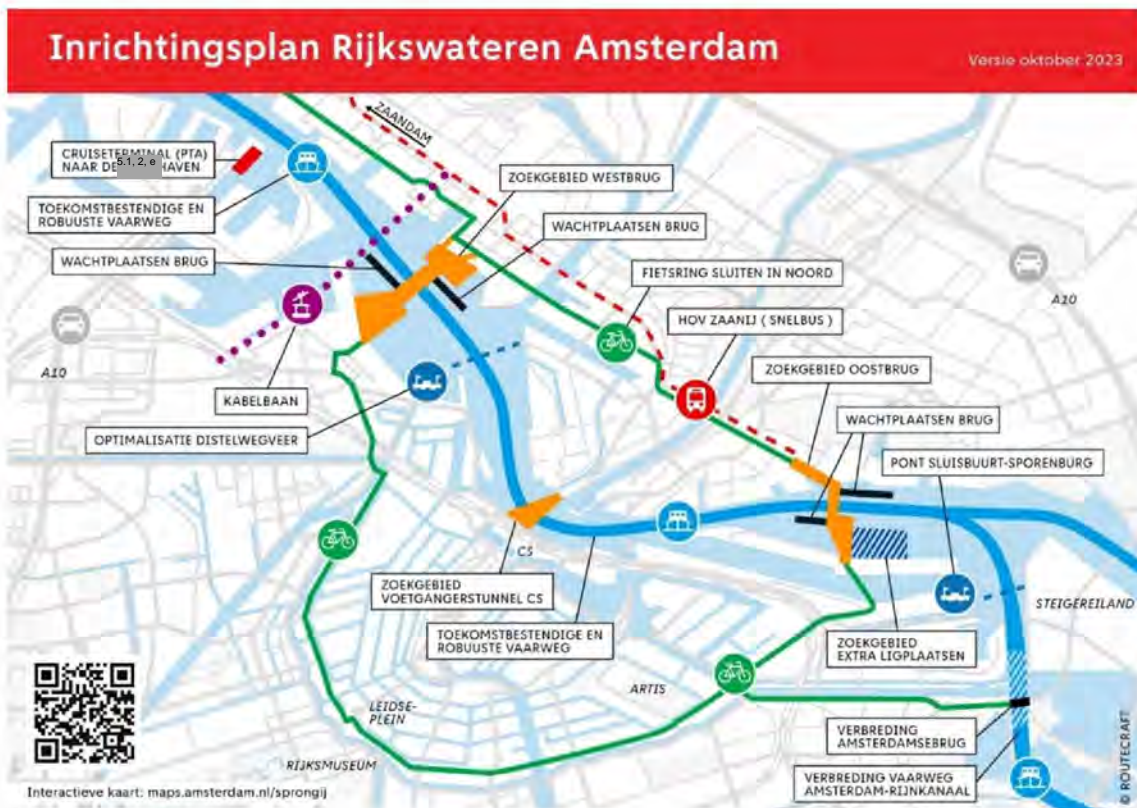 Inrichtingsplan Rijkswateren Amsterdam
Versie oktober 2023
ZAANDAM
CRUISETERMINAL (PTA)
NAAR DE 5.1, 2, e HAVEN
TOEKOMSTBESTENDIGE EN
ROBUUSTE VAARWEG
WACHTPLAATSEN BRUG
ZOEKGEBIED WESTBRUG
WACHTPLAATSEN BRUG
FIETSRING SLUITEN IN NOORD
HOV ZAANIJ ( SNELBUS )
A10
A10
KABELBAAN
OPTIMALISATIE DISTELWEGVEER
ZOEKGEBIED OOSTBRUG
WACHTPLAATSEN BRUG
PONT SLUISBUURT-SPORENBURG
CS
ZOEKGEBIED
VOETGANGERSTUNNEL CS
TOEKOMSTBESTENDIGE EN
ROBUUSTE VAARWEG
STEIGEREILAND
ZOEKGEBIED
EXTRA LIGPLAATSEN
ARTIS
LEIDSE-
PLEIN
RIJKSMUSEUM
VERBREDING
AMSTERDAMSEBRUG
VERBREDING VAARWEG
AMSTERDAM-RIJNKANAAL
Interactieve kaart: maps.amsterdam.nl/sprongij
© ROUTECRAFT